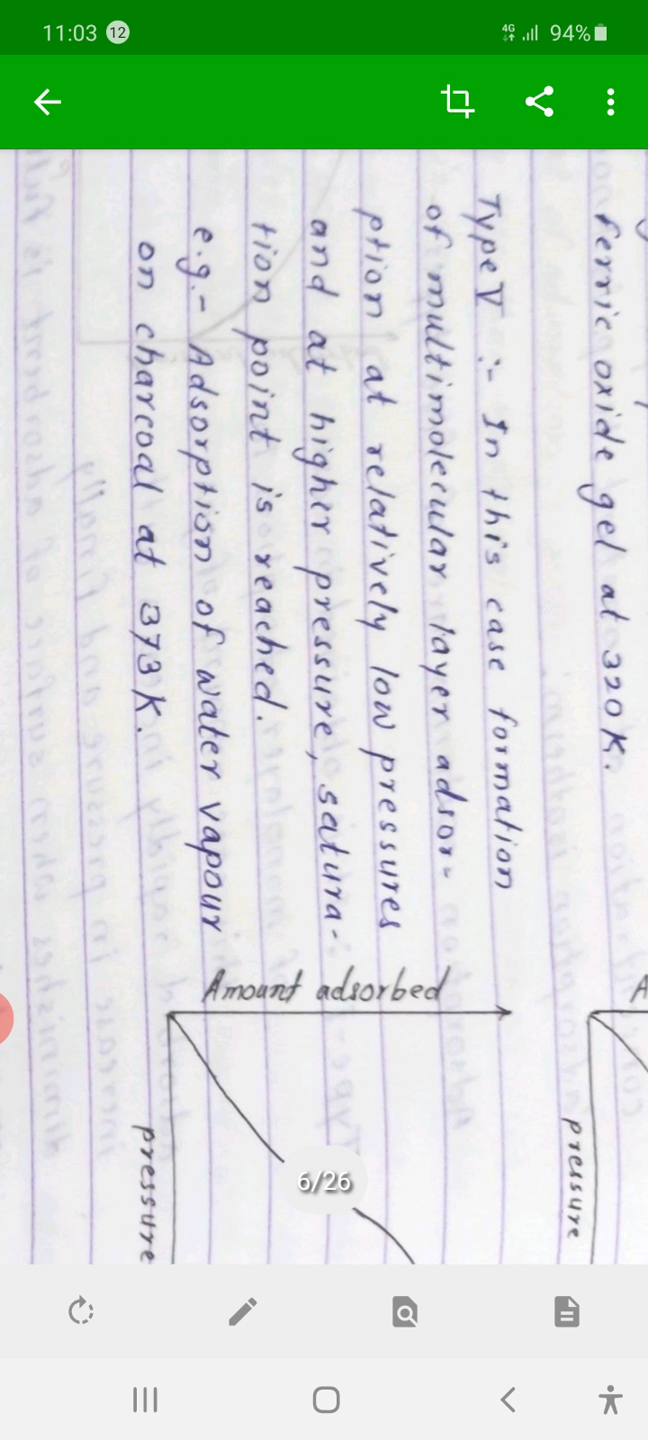 11:03
12
4G
94%
ferric oxide gel at 320 K.
Type V :- In this case formation
of multimolecular layer adsor-
ption at relatively low pressures
and at higher pressure, satura-
tion point is reached.
e.g.- Adsorption of water vapour
on charcoal at 373 K.
Amount adsorbed
pressure
A
pressure
6/26